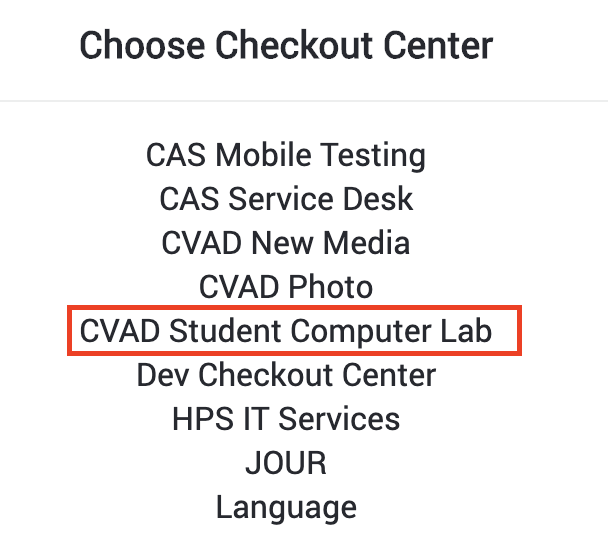 Choose Checkout Center
CAS Mobile Testing
CAS Service Desk
CVAD New Media
CVAD Photo
CVAD Student Computer Lab
Dev Checkout Center
HPS IT Services
JOUR
Language